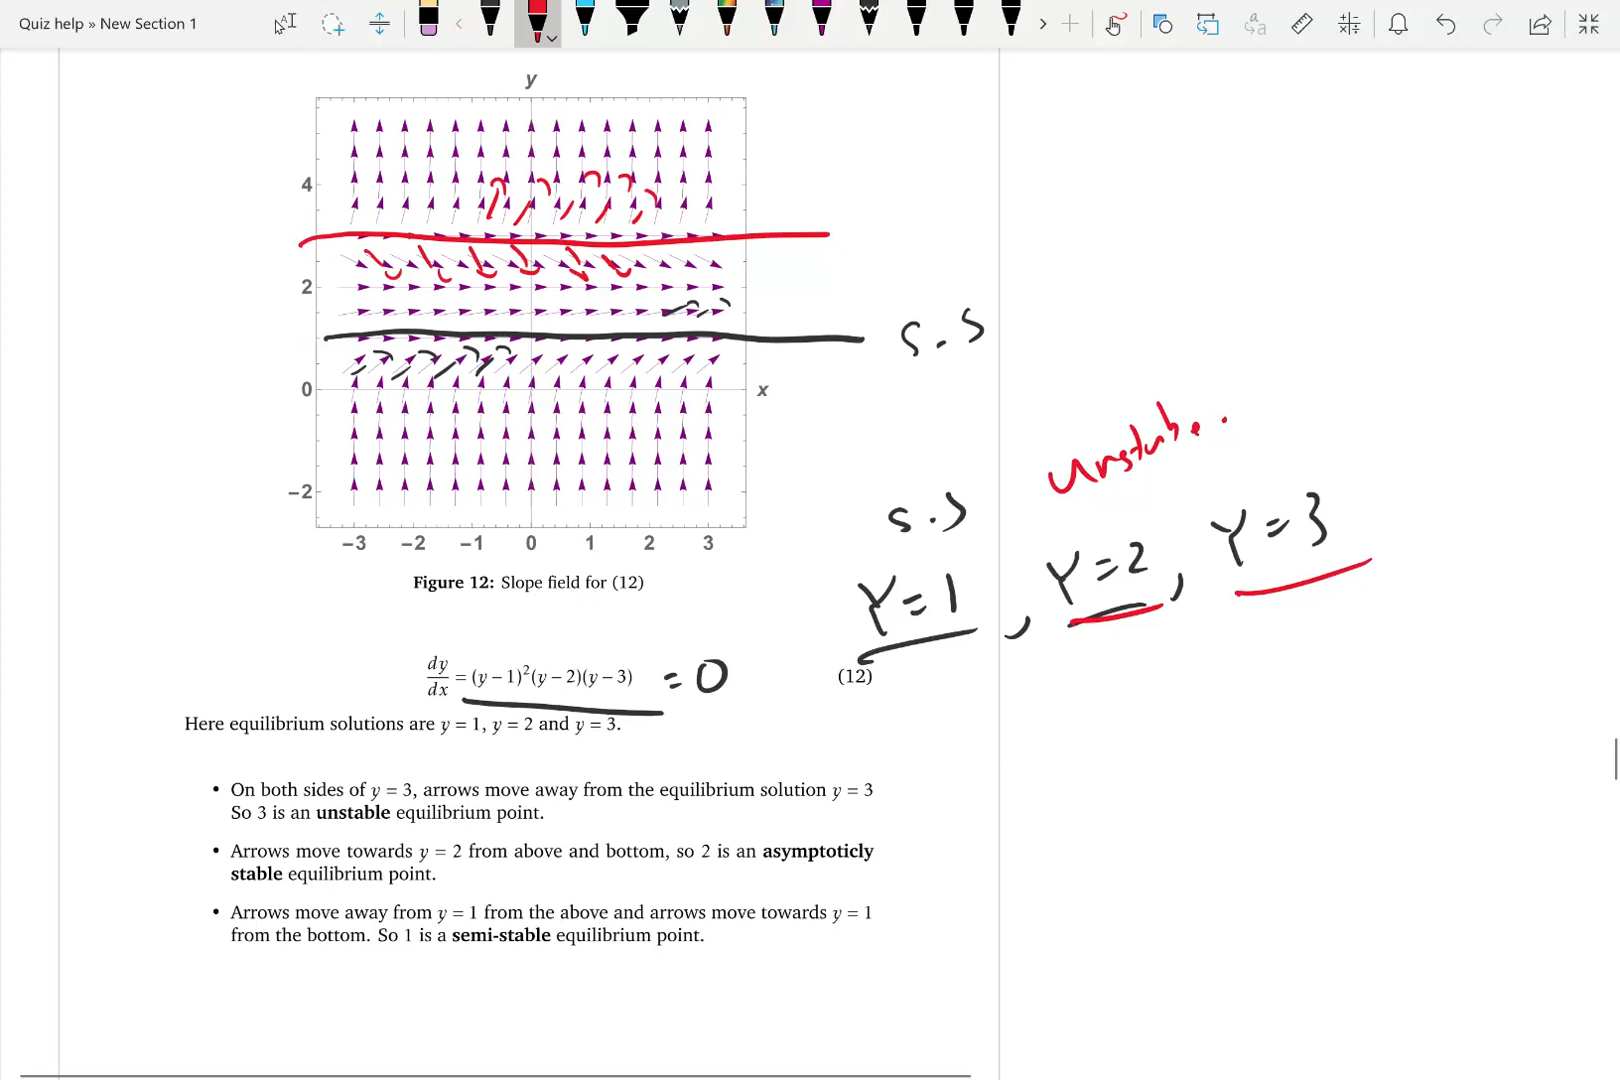 Quiz help » New Section 1
y
4
2
0
x
−2
−3 −2 −1 0 1 2 3
s.s
unstable.
s.s
Y=1, Y=2, Y=3
Figure 12: Slope field for (12)
dy/dx = (y − 1)²(y − 2)(y − 3) = 0 (12)
Here equilibrium solutions are y = 1, y = 2 and y = 3.
• On both sides of y = 3, arrows move away from the equilibrium solution y = 3
So 3 is an unstable equilibrium point.
• Arrows move towards y = 2 from above and bottom, so 2 is an asymptoticly
stable equilibrium point.
• Arrows move away from y = 1 from the above and arrows move towards y = 1
from the bottom. So 1 is a semi-stable equilibrium point.